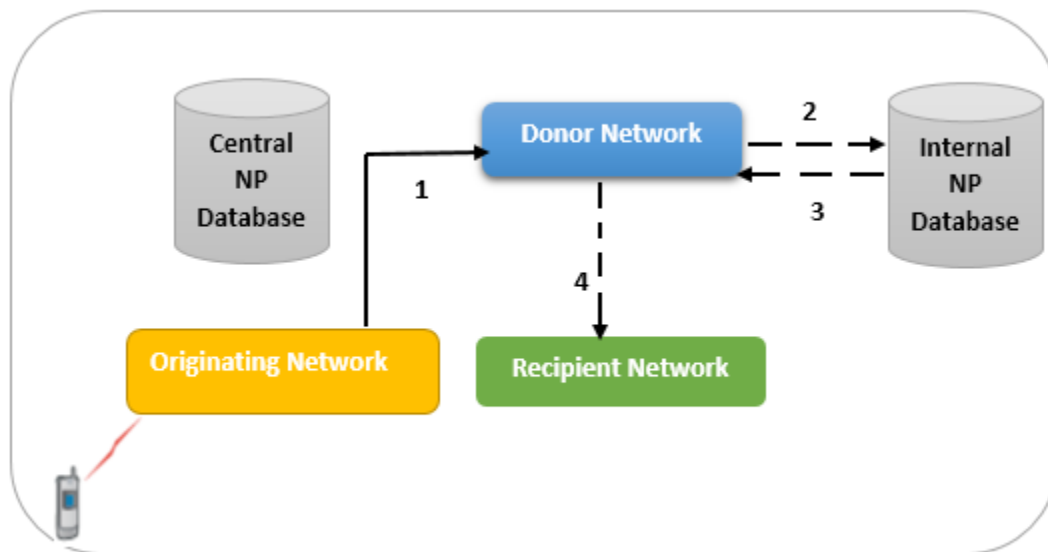 Central
NP
Database
Donor Network
2
Internal
NP
Database
1
3
4
Originating Network
Recipient Network